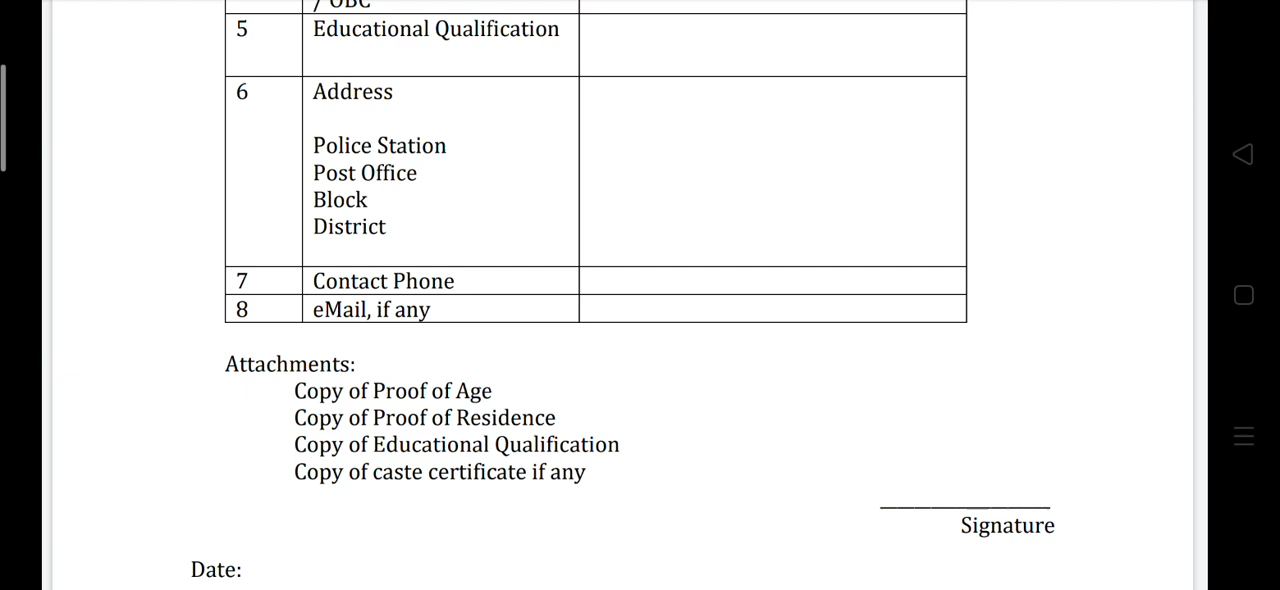 / OBC
5 Educational Qualification
6 Address
Police Station
Post Office
Block
District
7 Contact Phone
8 eMail, if any
Attachments:
Copy of Proof of Age
Copy of Proof of Residence
Copy of Educational Qualification
Copy of caste certificate if any
Signature
Date: